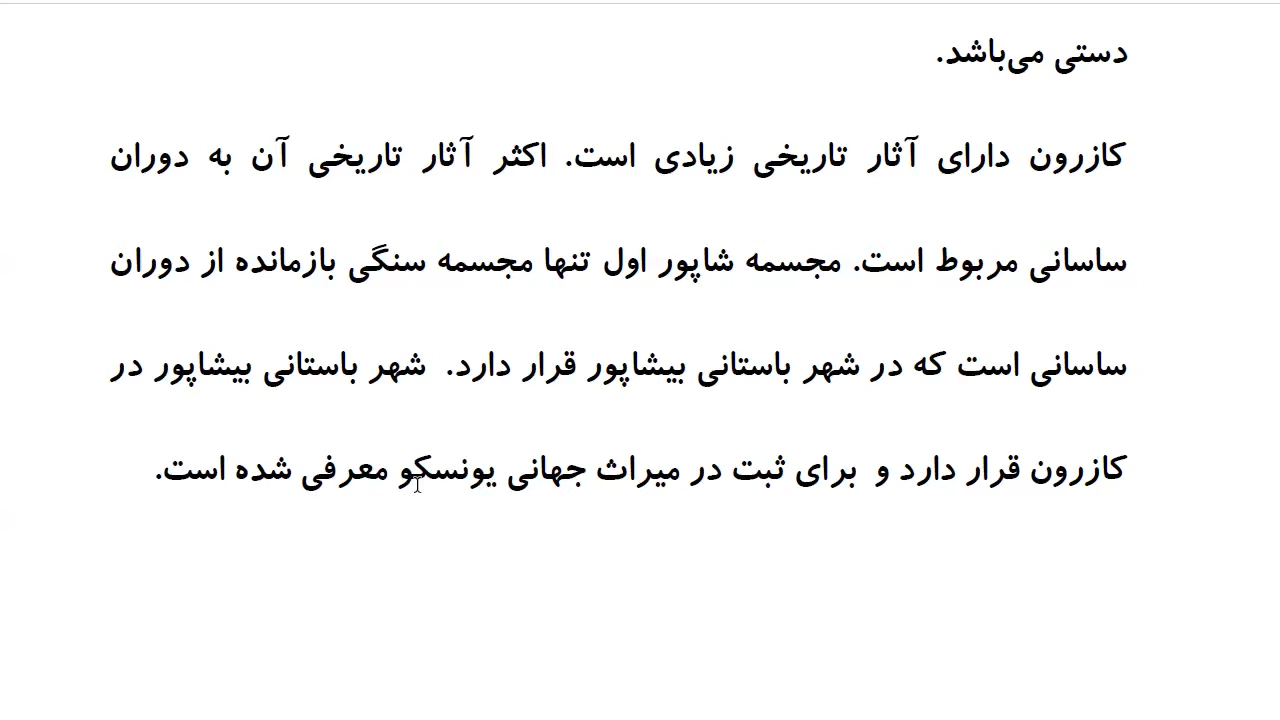 دستی می‌باشد.
کازرون دارای آثار تاریخی زیادی است. اکثر آثار تاریخی آن به دوران
ساسانی مربوط است. مجسمه شاپور اول تنها مجسمه سنگی بازمانده از دوران
ساسانی است که در شهر باستانی بیشاپور قرار دارد. شهر باستانی بیشاپور در
کازرون قرار دارد و برای ثبت در میراث جهانی یونسکو معرفی شده است.